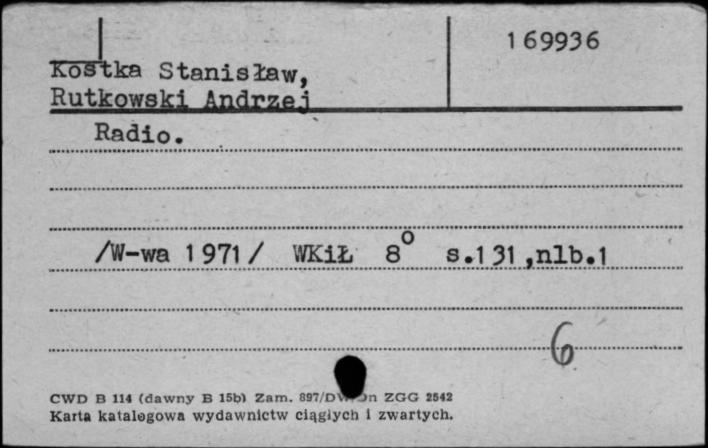 169936
Kostka Stanisław,
Rutkowski Andrzej
Radio.
/W-wa 1971/ WKiŁ 8° s.131,nlb.1
6
CWD B 114 (dawny B 15b) Zam. 897/ ZGG 2542
Karta katalogowa wydawnictw ciągłych i zwartych.